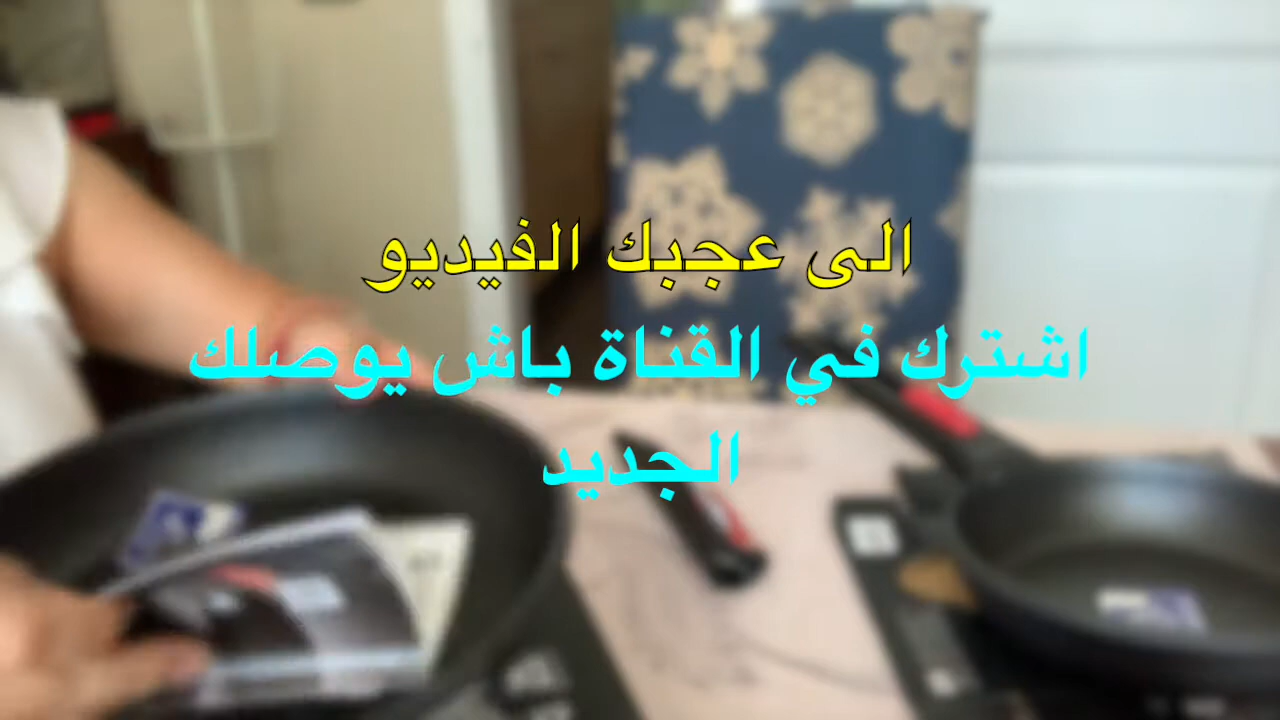 الى عجبك الفيديو
اشترك في القناة باش يوصلك
الجديد